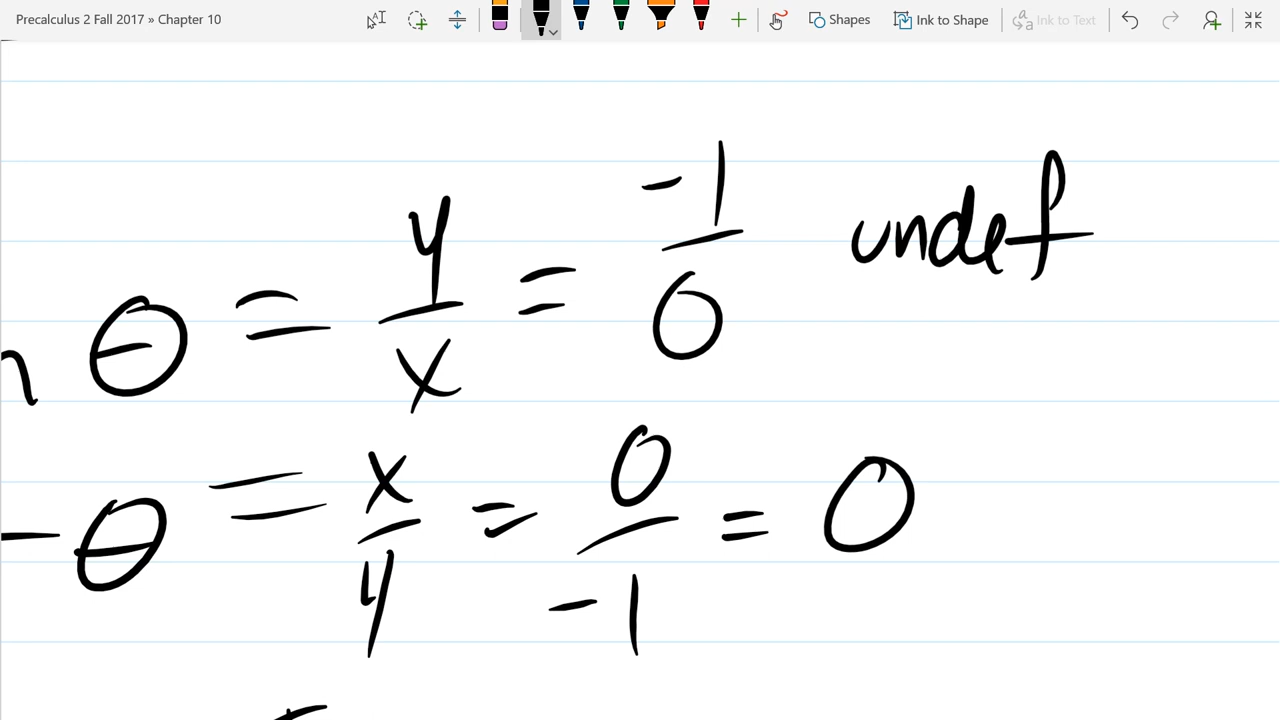 Precalculus 2 Fall 2017 » Chapter 10
Shapes
Ink to Shape
Ink to Text
n θ = y/x = -1/0 undef
θ = x/y = 0/-1 = 0